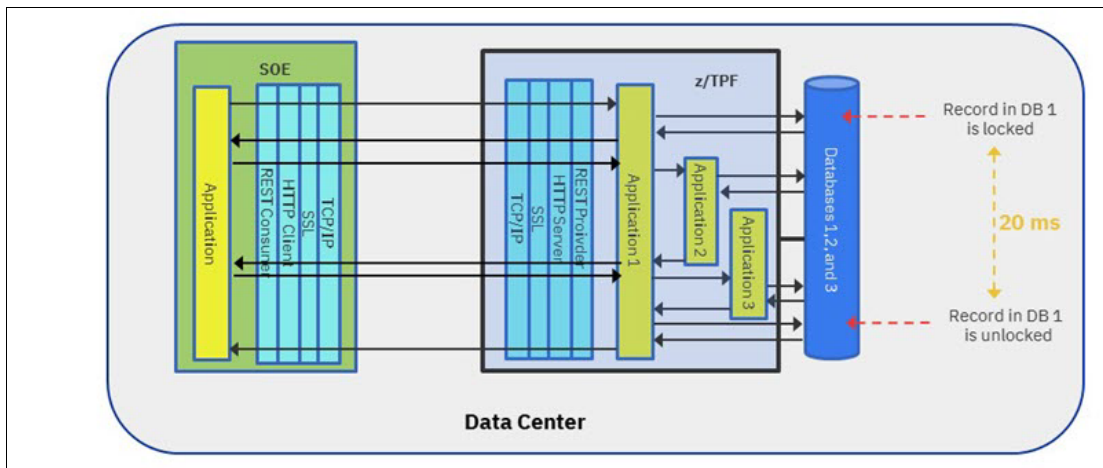 SOE
Application
REST Consumer
HTTP Client
SSL
TCP/IP
z/TPF
TCP/IP
SSL
HTTP Server
REST Proivder
Application 1
Application 2
Application 3
Databases 1,2, and 3
Record in DB 1
is locked
20 ms
Record in DB 1
is unlocked
Data Center